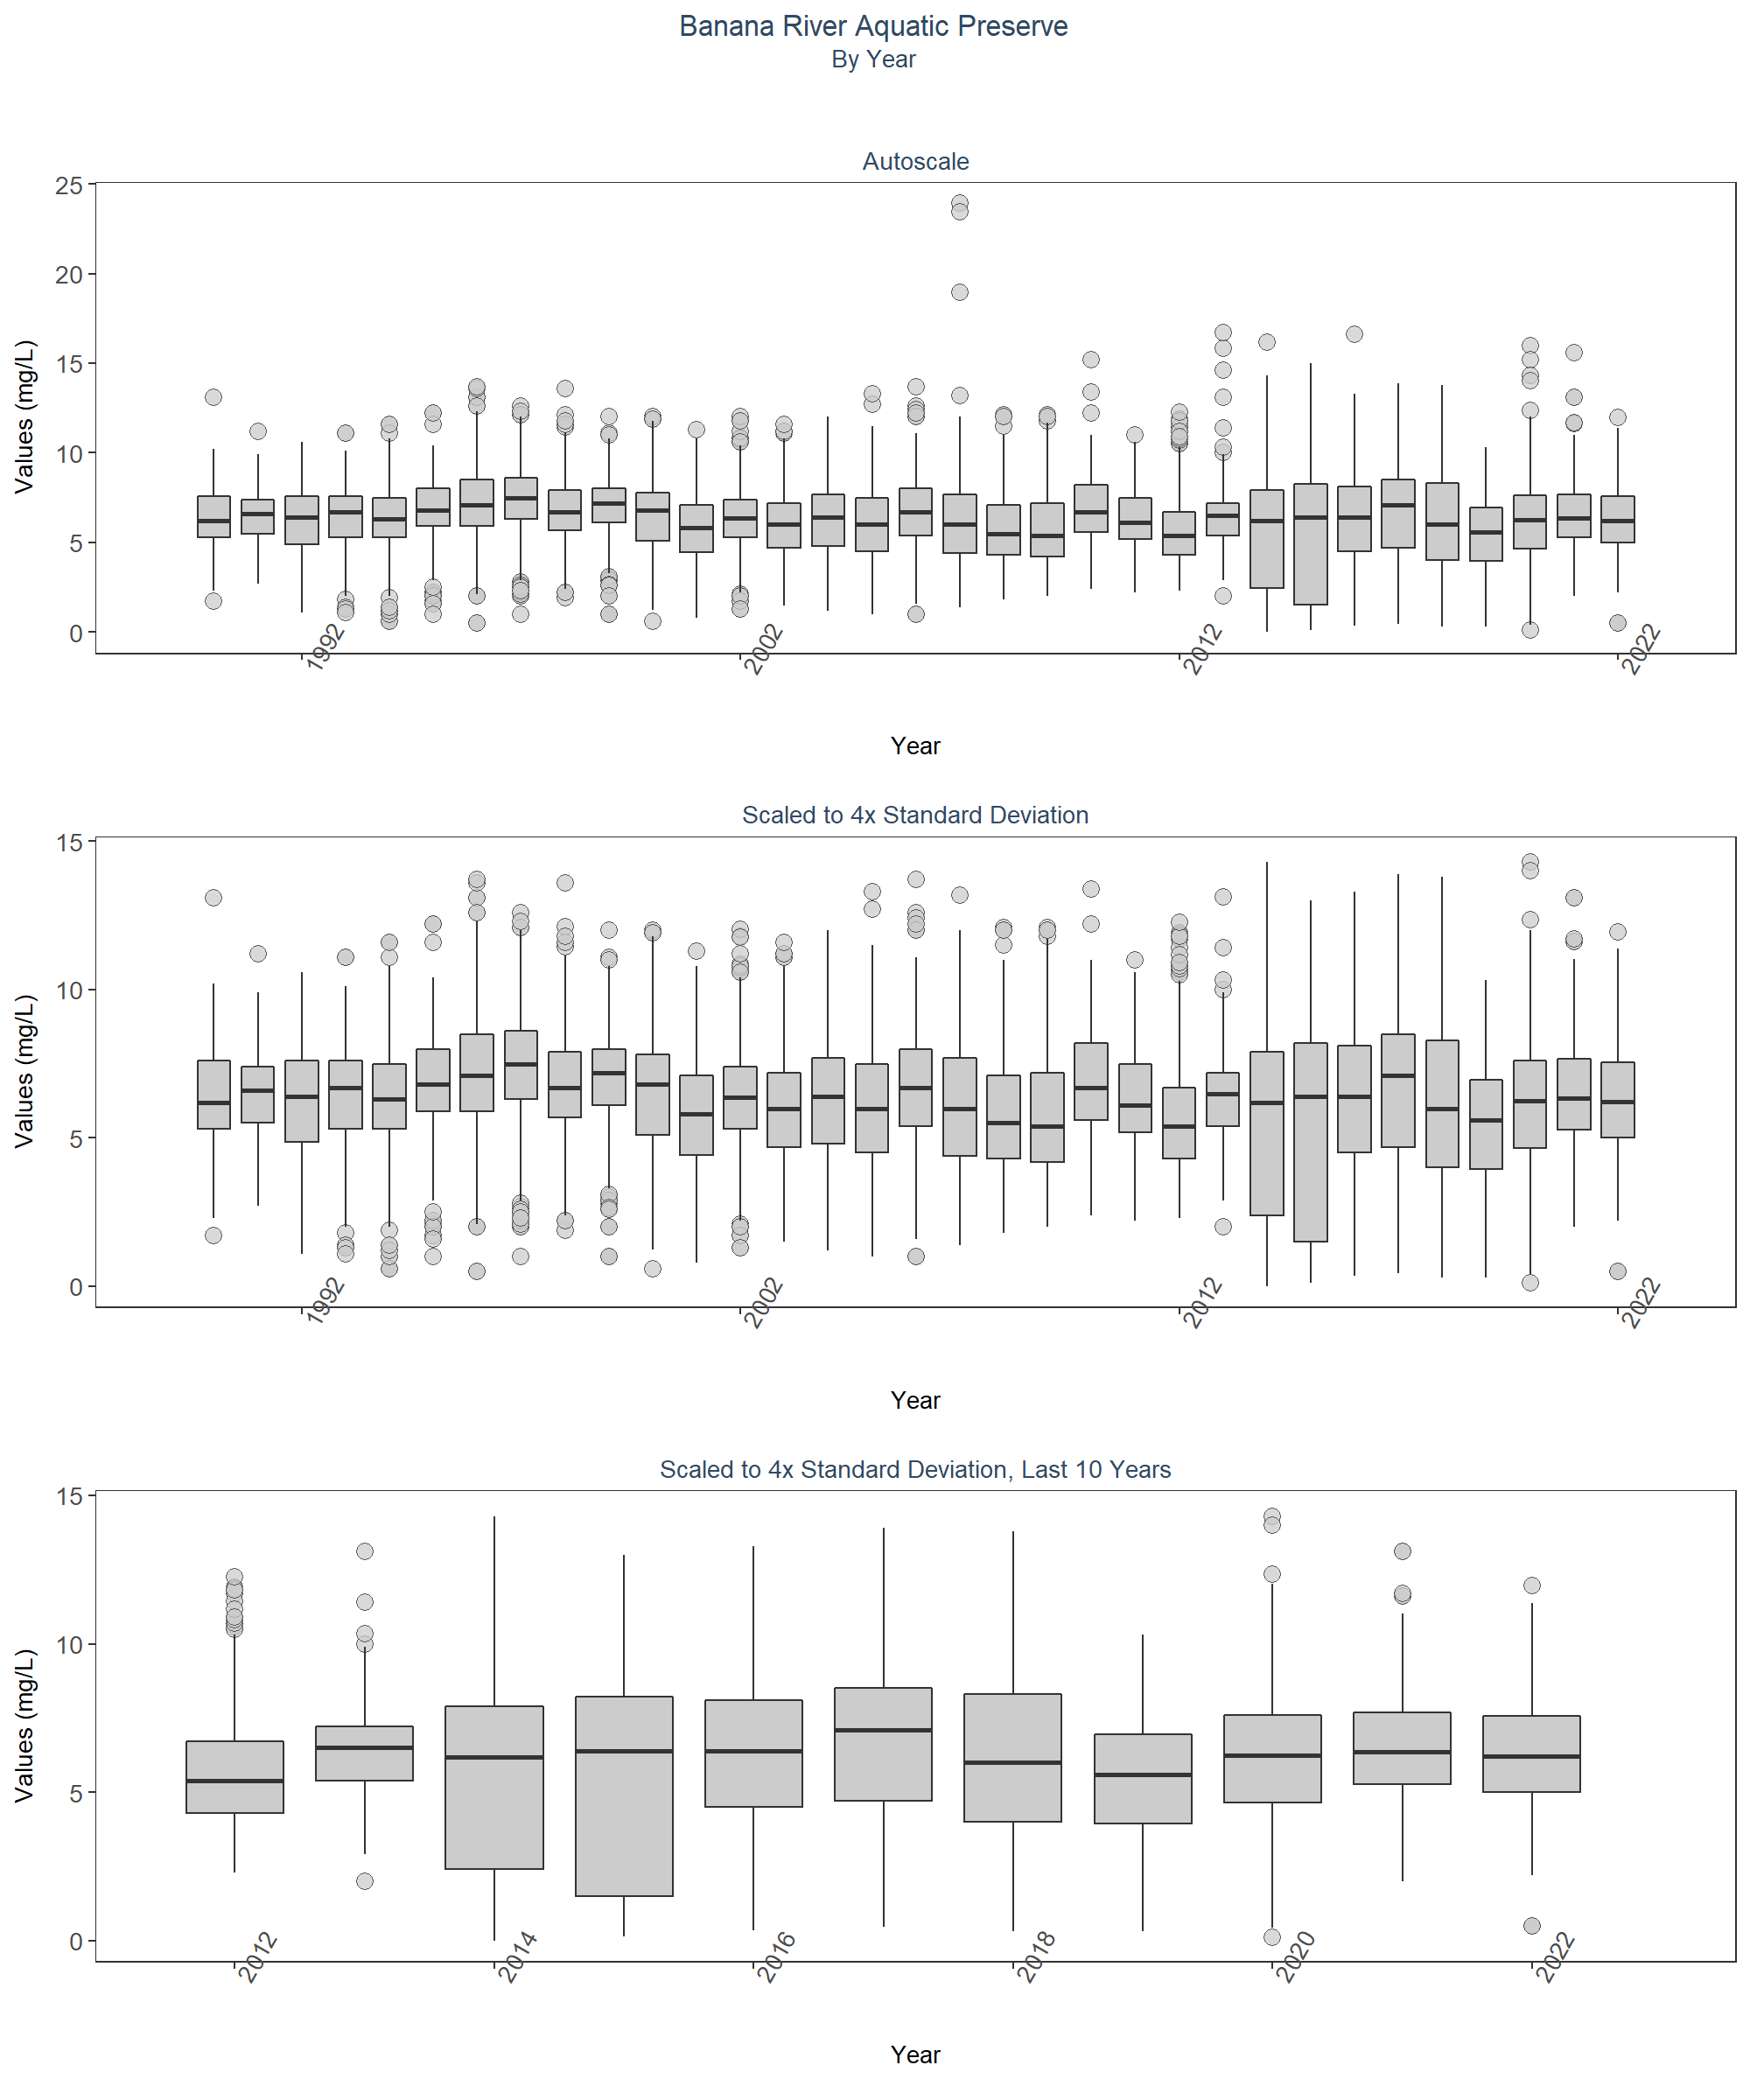 Banana River Aquatic Preserve
By Year
Autoscale
25
20
15
10
5
0
Values (mg/L)
1992
2002
2012
2022
Year
Scaled to 4x Standard Deviation
15
10
5
0
Values (mg/L)
1992
2002
2012
2022
Year
Scaled to 4x Standard Deviation, Last 10 Years
15
10
5
0
Values (mg/L)
2012
2014
2016
2018
2020
2022
Year